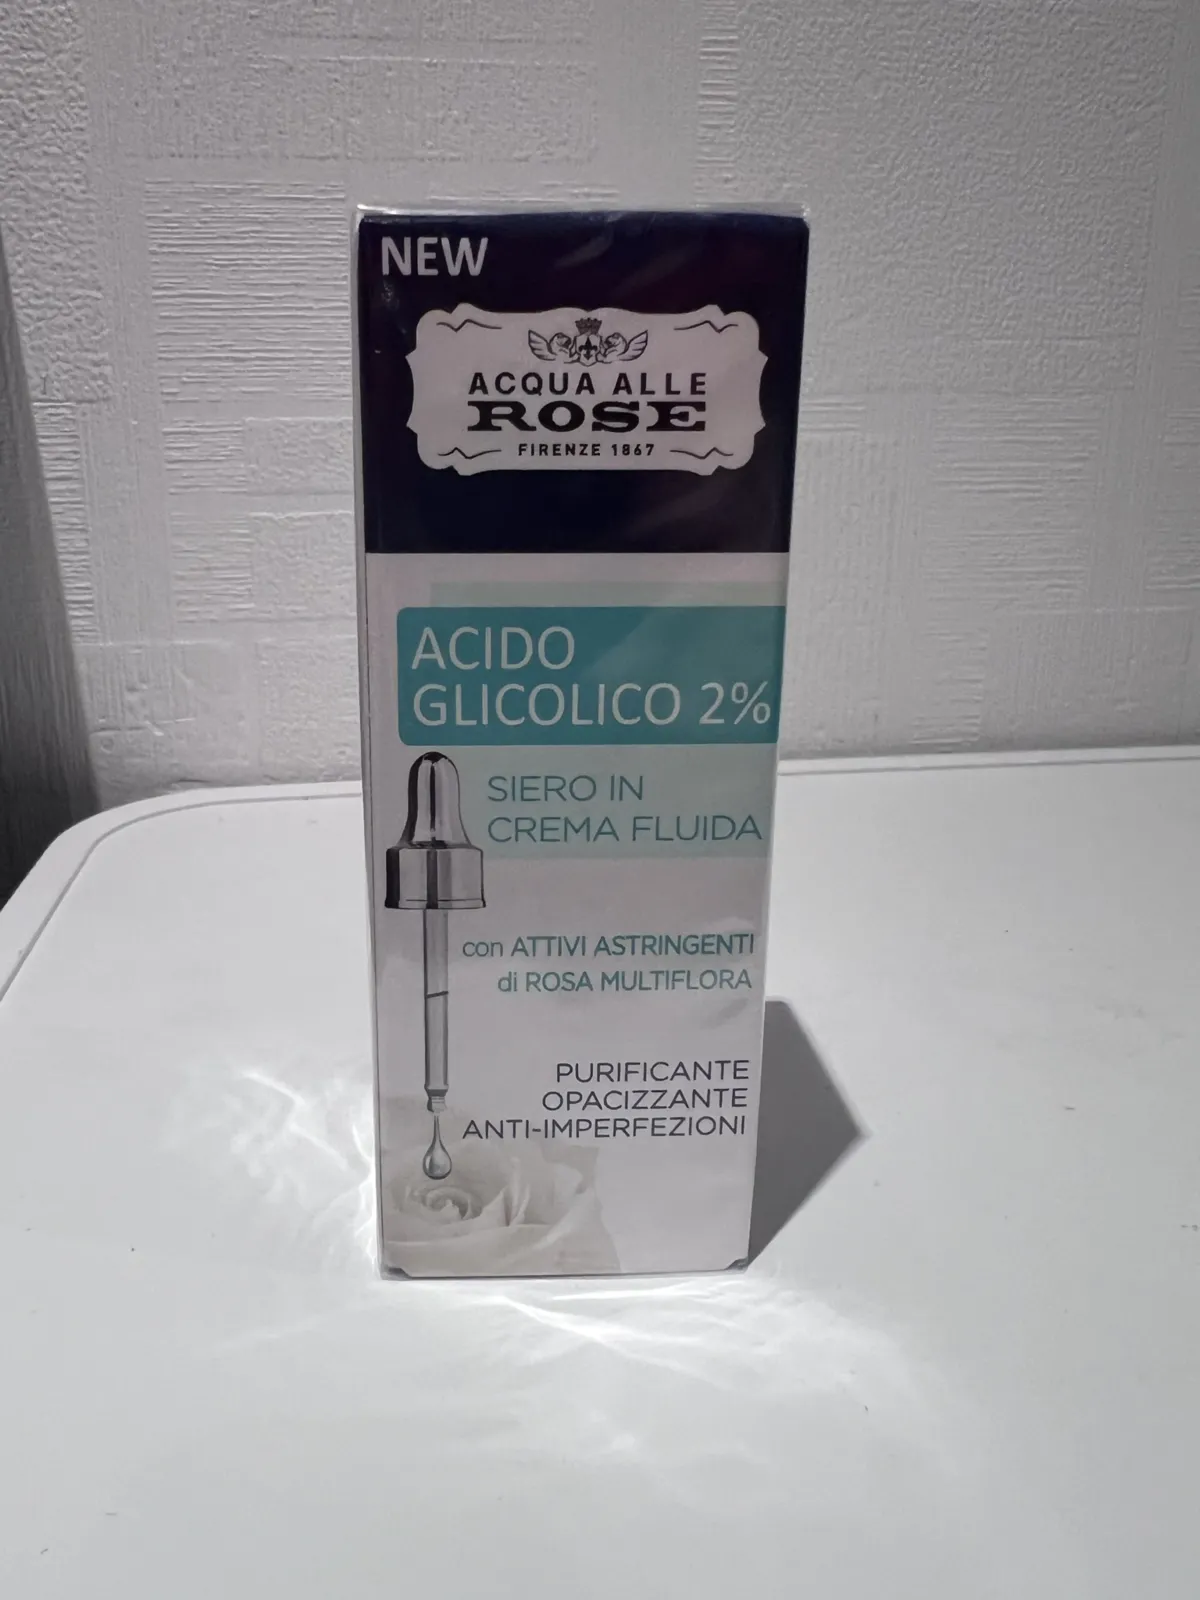 NEW
ACQUA ALLE
ROSE
FIRENZE 1867
ACIDO
GLICOLICO 2%
SIERO IN
CREMA FLUIDA
con ATTIVI ASTRINGENTI
di ROSA MULTIFLORA
PURIFICANTE
OPACIZZANTE
ANTI-IMPERFEZIONI